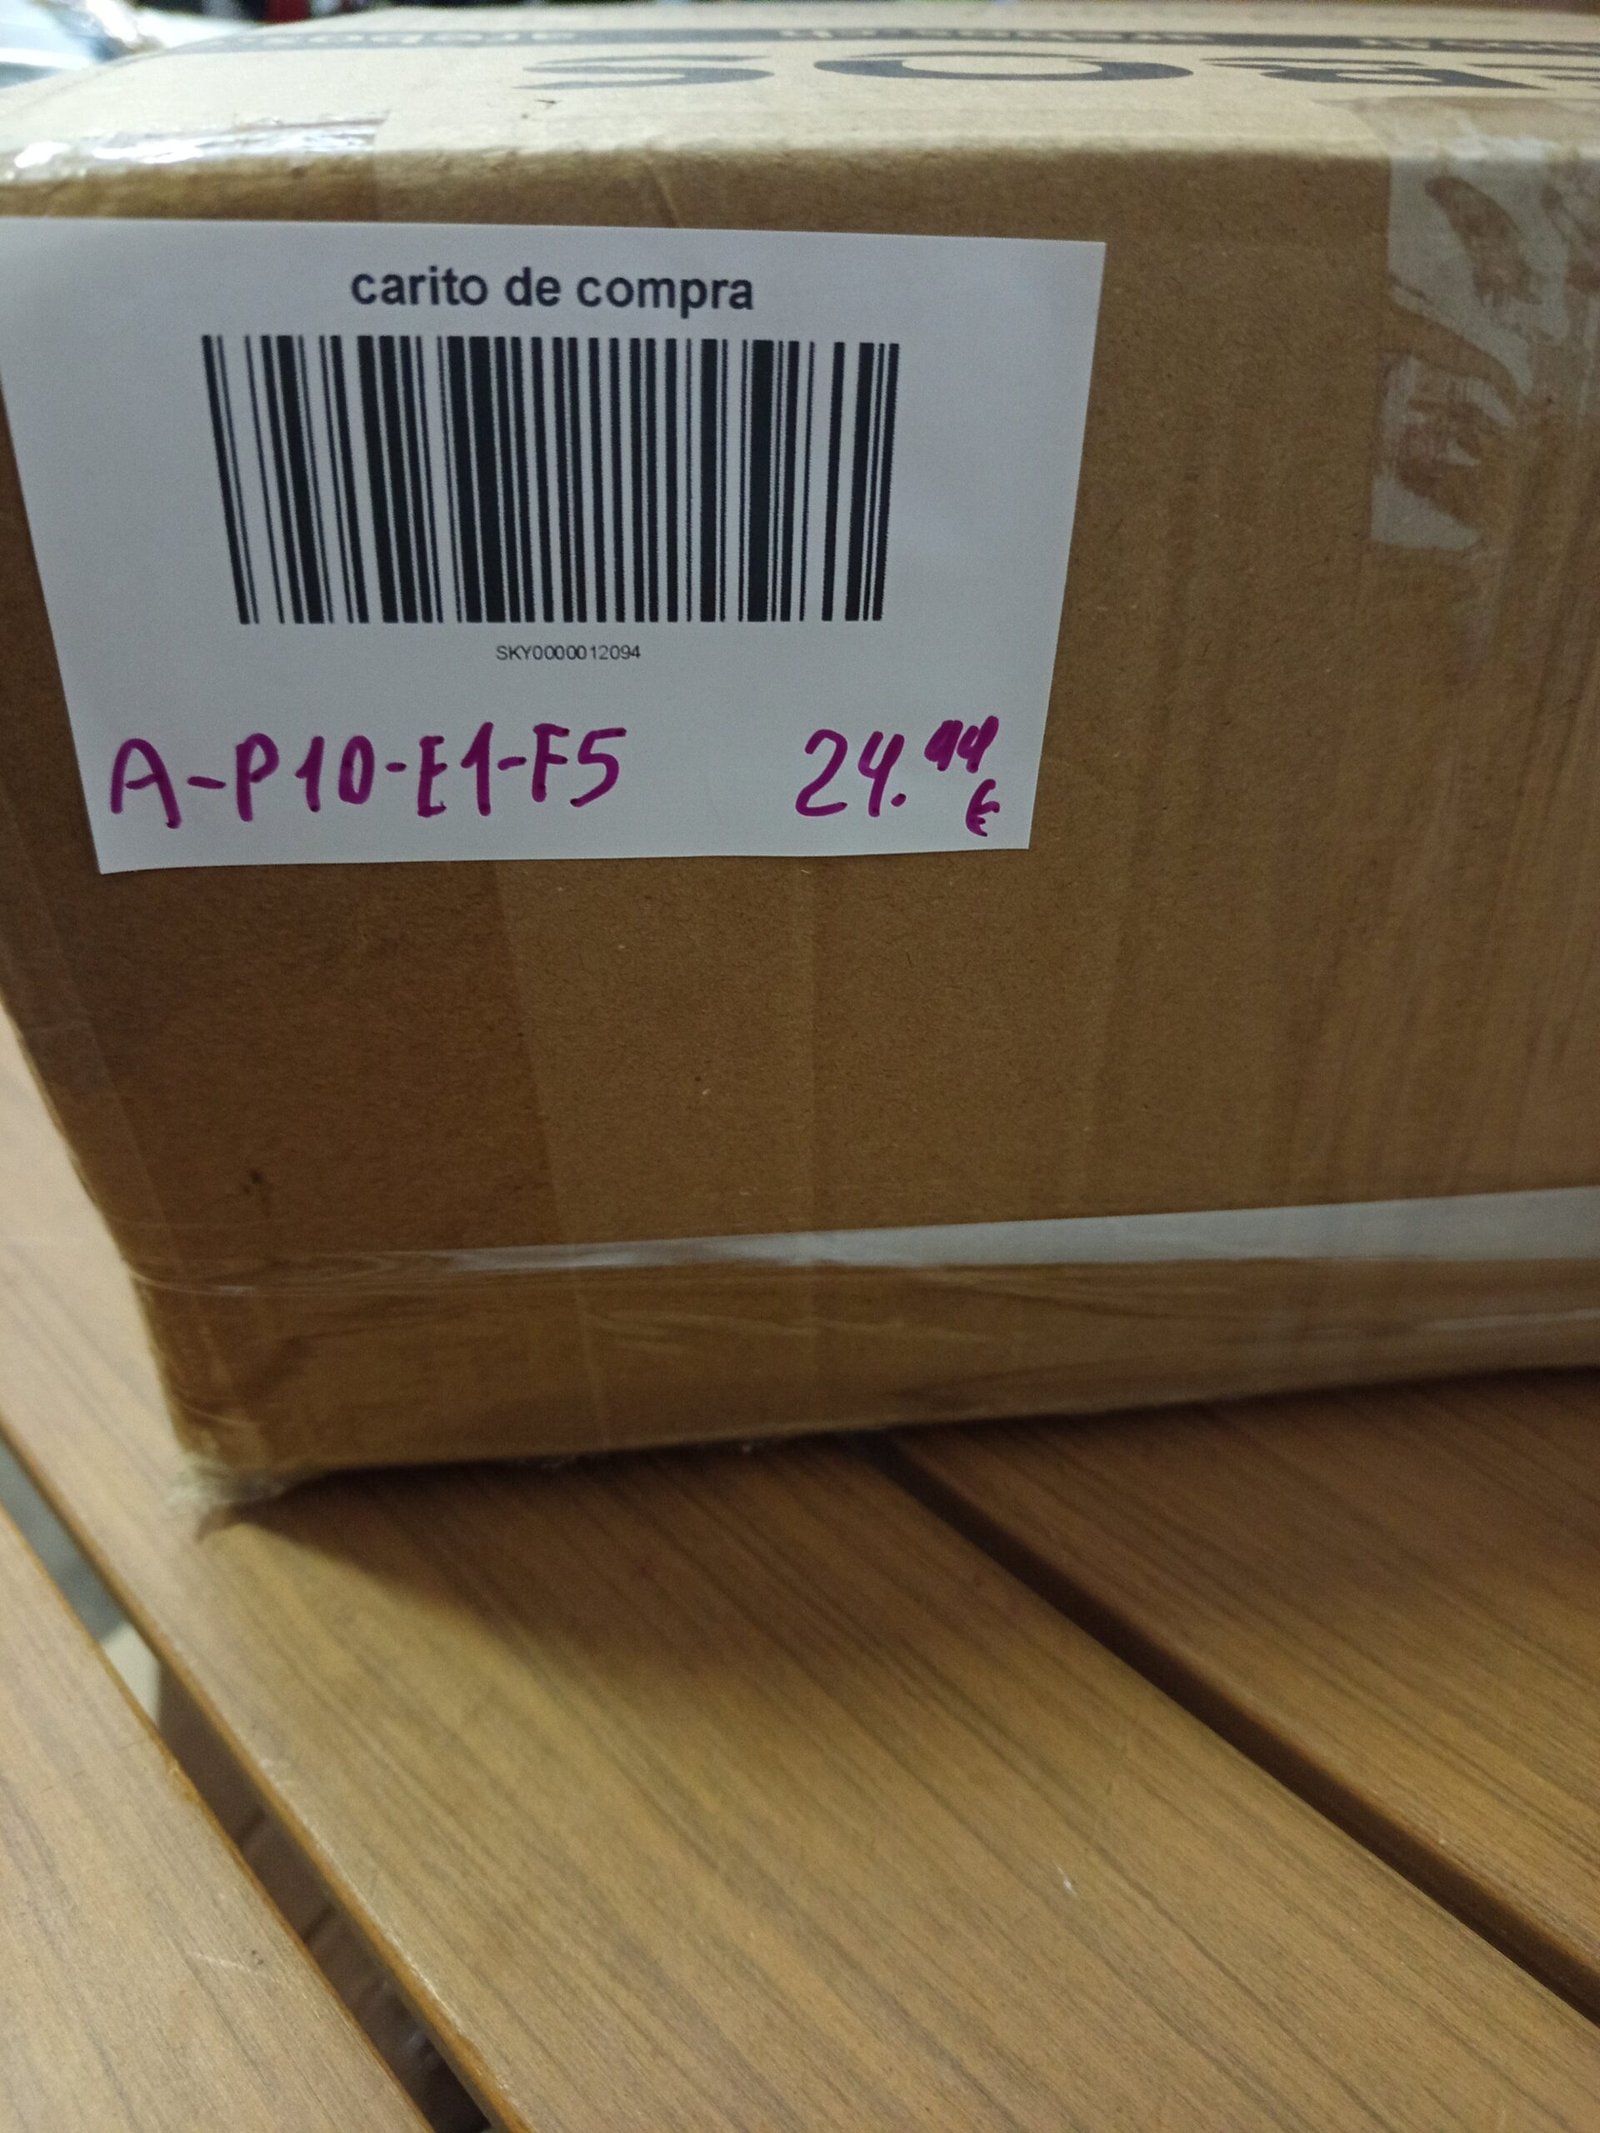 carito de compra
SKY0000012094
A-P10-E1-F5 24.99 €